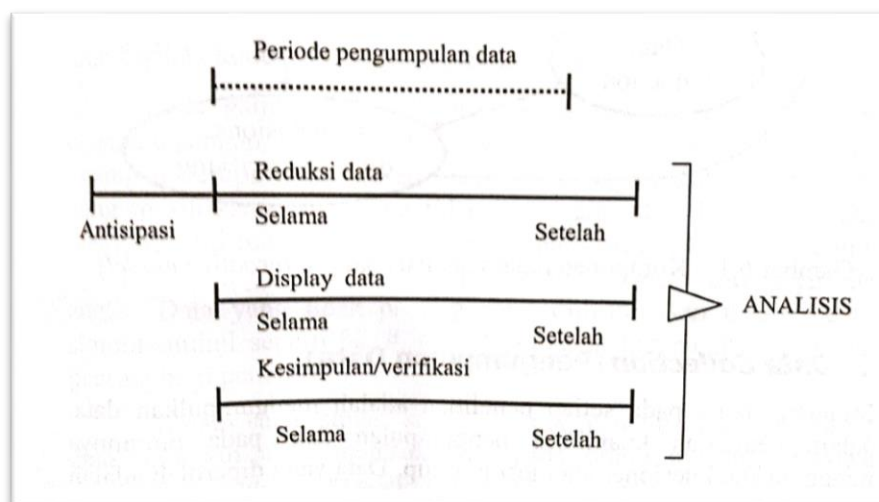 Periode pengumpulan data
Reduksi data
Selama
Antisipasi
Setelah
Display data
Selama
Setelah
ANALISIS
Kesimpulan/verifikasi
Selama
Setelah